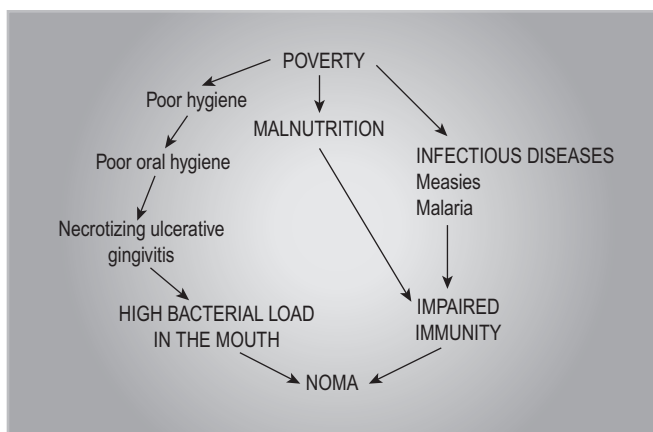 POVERTY
Poor hygiene
MALNUTRITION
Poor oral hygiene
INFECTIOUS DISEASES
Measies
Malaria
Necrotizing ulcerative
gingivitis
HIGH BACTERIAL LOAD
IN THE MOUTH
IMPAIRED
IMMUNITY
NOMA